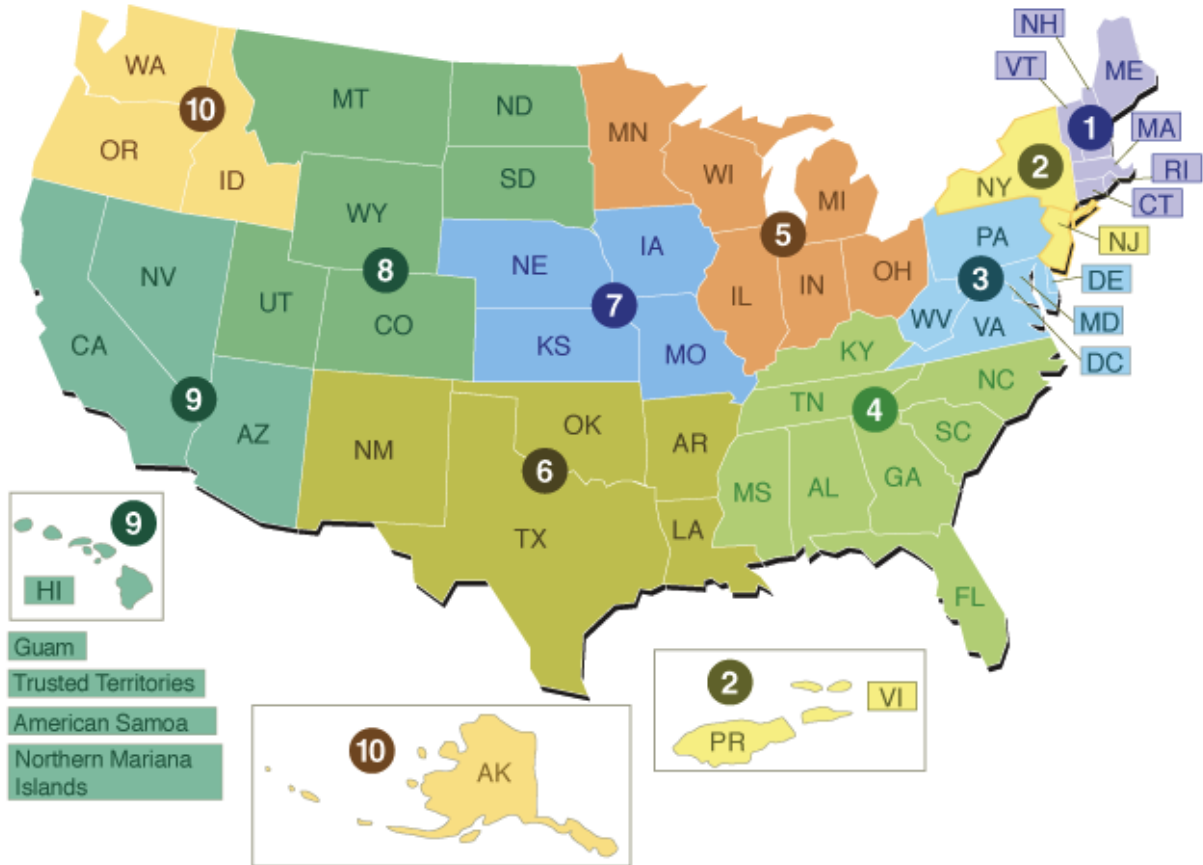 NH
WA
ME
VT
MT
ND
10
MN
1
MA
OR
WI
2
RI
ID
SD
NY
MI
CT
WY
5
PA
NJ
IA
8
NE
OH
3
NV
DE
7
IL
IN
UT
WV
MD
CO
VA
CA
KS
MO
KY
DC
9
NC
TN
4
AZ
OK
SC
NM
AR
6
GA
MS
AL
9
LA
TX
HI
FL
Guam
Trusted Territories
2
VI
American Samoa
PR
10
Northern Mariana
Islands
AK